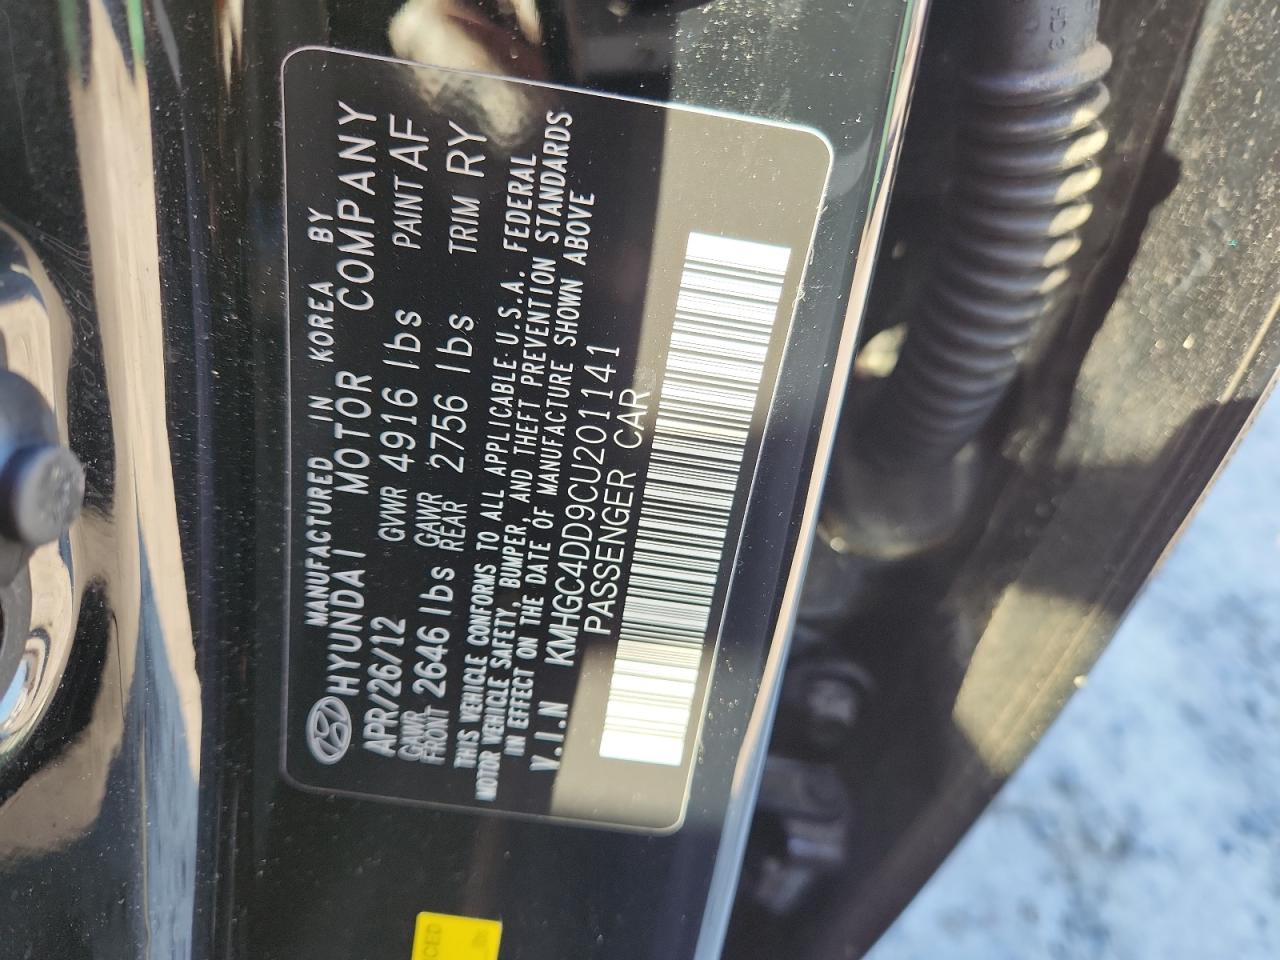 MANUFACTURED IN KOREA BY
HYUNDAI MOTOR COMPANY
APR/26/12 GVWR 4916 lbs PAINT AF
GAWR FRONT 2646 lbs GAWR REAR 2756 lbs TRIM RY
THIS VEHICLE CONFORMS TO ALL APPLICABLE U.S.A. FEDERAL
MOTOR VEHICLE SAFETY, BUMPER, AND THEFT PREVENTION STANDARDS
IN EFFECT ON THE DATE OF MANUFACTURE SHOWN ABOVE
V.I.N KMHGC4DD9CU201141
PASSENGER CAR